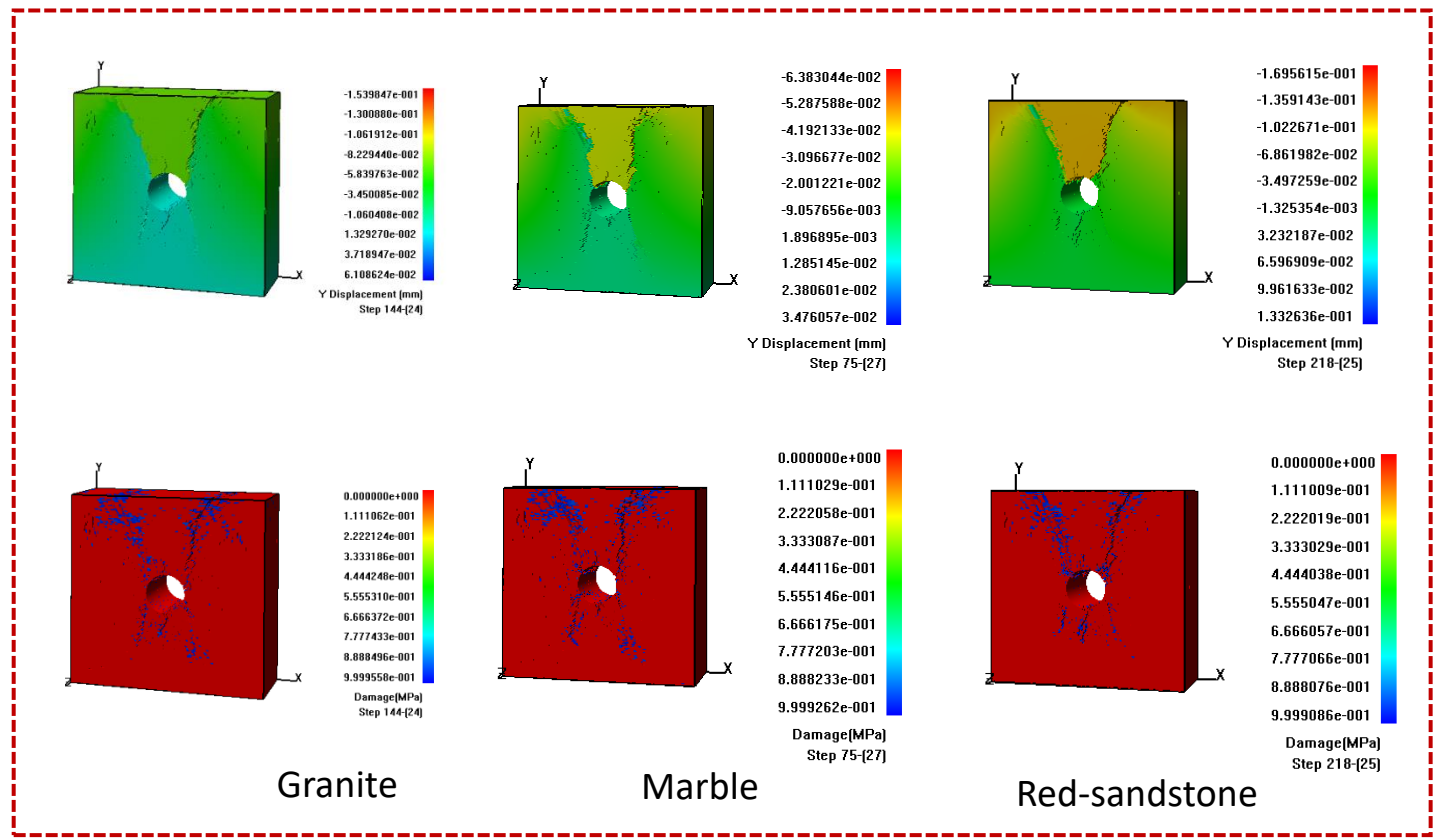 Y
-1.539847e-001
-1.300880e-001
-1.061912e-001
-8.229440e-002
-5.839763e-002
-3.450085e-002
-1.060408e-002
1.329270e-002
3.718947e-002
6.108624e-002
Z
X
Y Displacement (mm)
Step 144-(24)
Y
-6.383044e-002
-5.287588e-002
-4.192133e-002
-3.096677e-002
-2.001221e-002
-9.057656e-003
1.896895e-003
1.285145e-002
2.380601e-002
3.476057e-002
Z
X
Y Displacement (mm)
Step 75-(27)
Y
-1.695615e-001
-1.359143e-001
-1.022671e-001
-6.861982e-002
-3.497259e-002
-1.325354e-003
3.232187e-002
6.596909e-002
9.961633e-002
1.332636e-001
Z
X
Y Displacement (mm)
Step 218-(25)
Y
0.000000e+000
1.111062e-001
2.222124e-001
3.333186e-001
4.444248e-001
5.555310e-001
6.666372e-001
7.777433e-001
8.888496e-001
9.999558e-001
Z
X
Damage(MPa)
Step 144-(24)
Y
0.000000e+000
1.111029e-001
2.222058e-001
3.333087e-001
4.444116e-001
5.555146e-001
6.666175e-001
7.777203e-001
8.888233e-001
9.999262e-001
Z
X
Damage(MPa)
Step 75-(27)
Y
0.000000e+000
1.111009e-001
2.222019e-001
3.333029e-001
4.444038e-001
5.555047e-001
6.666057e-001
7.777066e-001
8.888076e-001
9.999086e-001
Z
X
Damage(MPa)
Step 218-(25)
Granite
Marble
Red-sandstone